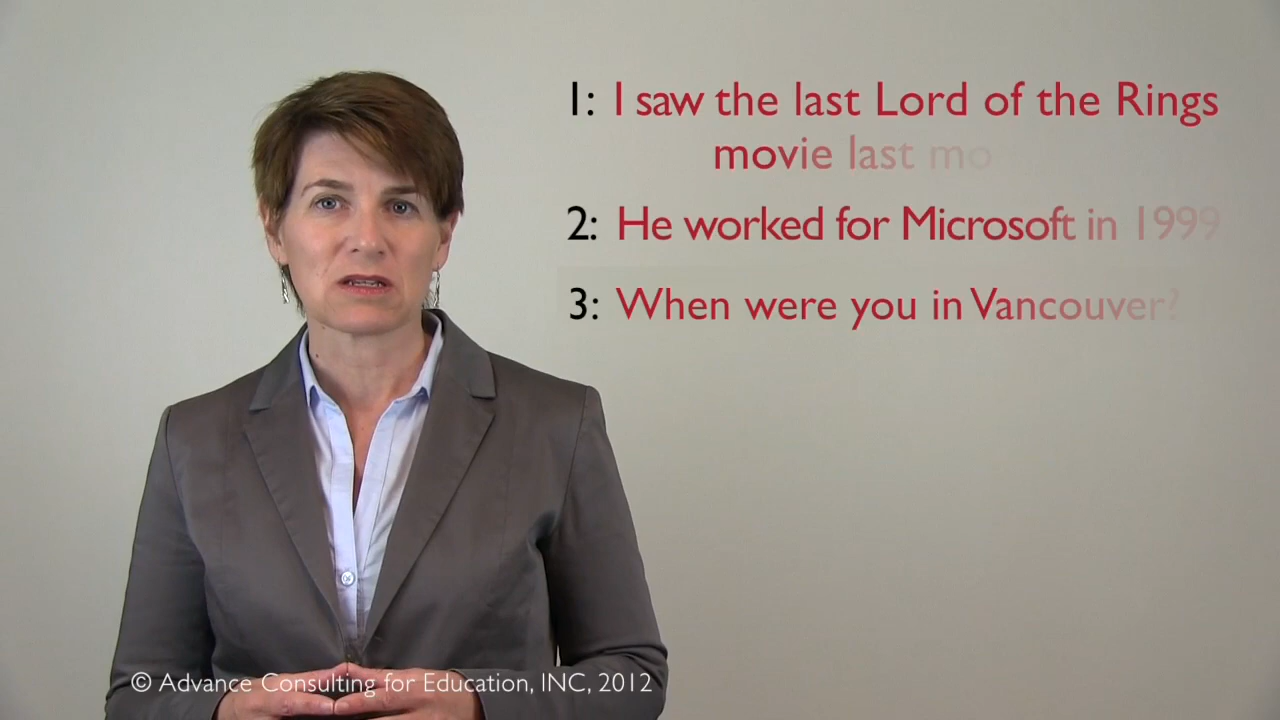 1: I saw the last Lord of the Rings
movie last mo
2: He worked for Microsoft in 1999
3: When were you in Vancouver?
© Advance Consulting for Education, INC, 2012